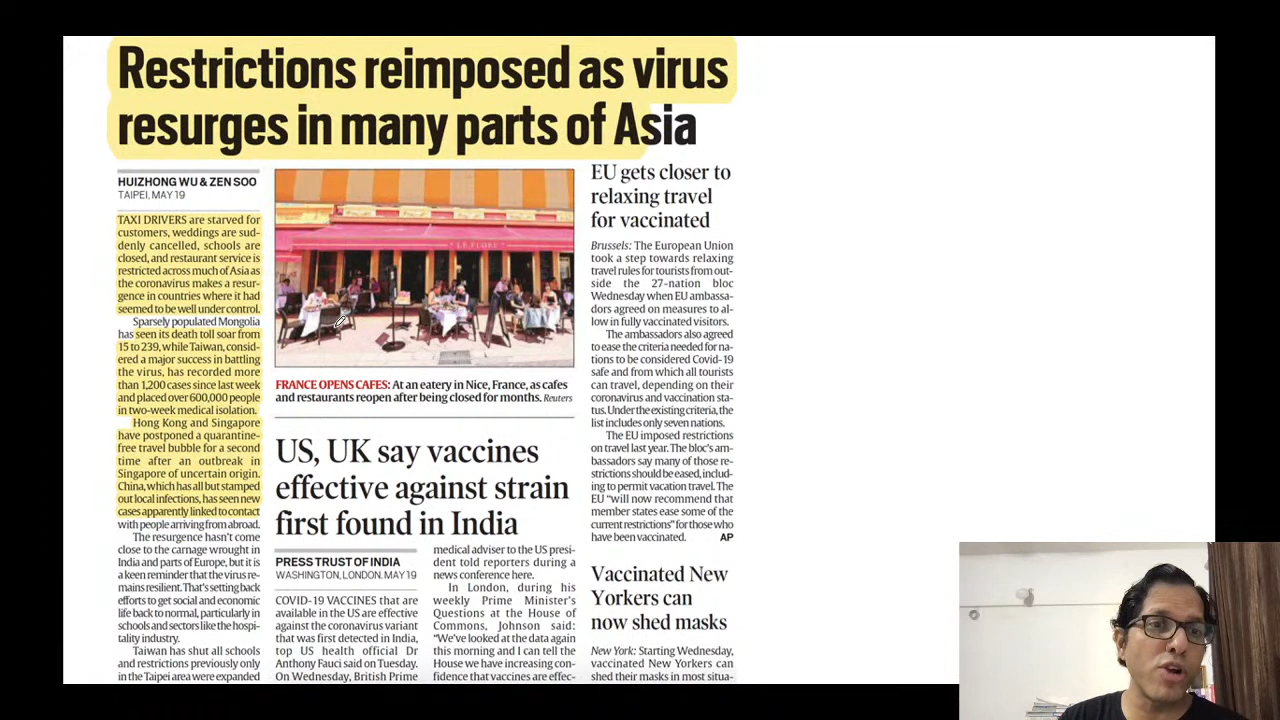 Restrictions reimposed as virus
resurges in many parts of Asia
HUIZHONG WU & ZEN SOO
TAIPEI, MAY 19
TAXI DRIVERS are starved for
customers, weddings are sud-
denly cancelled, schools are
closed, and restaurant service is
restricted across much of Asia as
the coronavirus makes a resur-
gence in countries where it had
seemed to be well under control.
Sparsely populated Mongolia
has seen its death toll soar from
15 to 239, while Taiwan, consid-
ered a major success in battling
the virus, has recorded more
than 1,200 cases since last week
and placed over 600,000 people
in two-week medical isolation.
Hong Kong and Singapore
have postponed a quarantine-
free travel bubble for a second
time after an outbreak in
Singapore of uncertain origin.
China, which has all but stamped
out local infections, has seen new
cases apparently linked to contact
with people arriving from abroad.
The resurgence hasn't come
close to the carnage wrought in
India and parts of Europe, but it is
a keen reminder that the virus re-
mains resilient. That's setting back
efforts to get social and economic
life back to normal, particularly in
schools and sectors like the hospi-
tality industry.
Taiwan has shut all schools
and restrictions previously only
in the Taipei area were expanded
LE FLORE
FRANCE OPENS CAFES: At an eatery in Nice, France, as cafes
and restaurants reopen after being closed for months. Reuters
US, UK say vaccines
effective against strain
first found in India
PRESS TRUST OF INDIA
WASHINGTON, LONDON, MAY 19
COVID-19 VACCINES that are
available in the US are effective
against the coronavirus variant
that was first detected in India,
top US health official Dr
Anthony Fauci said on Tuesday.
On Wednesday, British Prime
medical adviser to the US presi-
dent told reporters during a
news conference here.
In London, during his
weekly Prime Minister's
Questions at the House of
Commons, Johnson said:
"We've looked at the data again
this morning and I can tell the
House we have increasing con-
fidence that vaccines are effec-
EU gets closer to
relaxing travel
for vaccinated
Brussels: The European Union
took a step towards relaxing
travel rules for tourists from out-
side the 27-nation bloc
Wednesday when EU ambassa-
dors agreed on measures to al-
low in fully vaccinated visitors.
The ambassadors also agreed
to ease the criteria needed for na-
tions to be considered Covid-19
safe and from which all tourists
can travel, depending on their
coronavirus and vaccination sta-
tus. Under the existing criteria, the
list includes only seven nations.
The EU imposed restrictions
on travel last year. The bloc's am-
bassadors say many of those re-
strictions should be eased, includ-
ing to permit vacation travel. The
EU "will now recommend that
member states ease some of the
current restrictions" for those who
have been vaccinated. AP
Vaccinated New
Yorkers can
now shed masks
New York: Starting Wednesday,
vaccinated New Yorkers can
shed their masks in most situa-